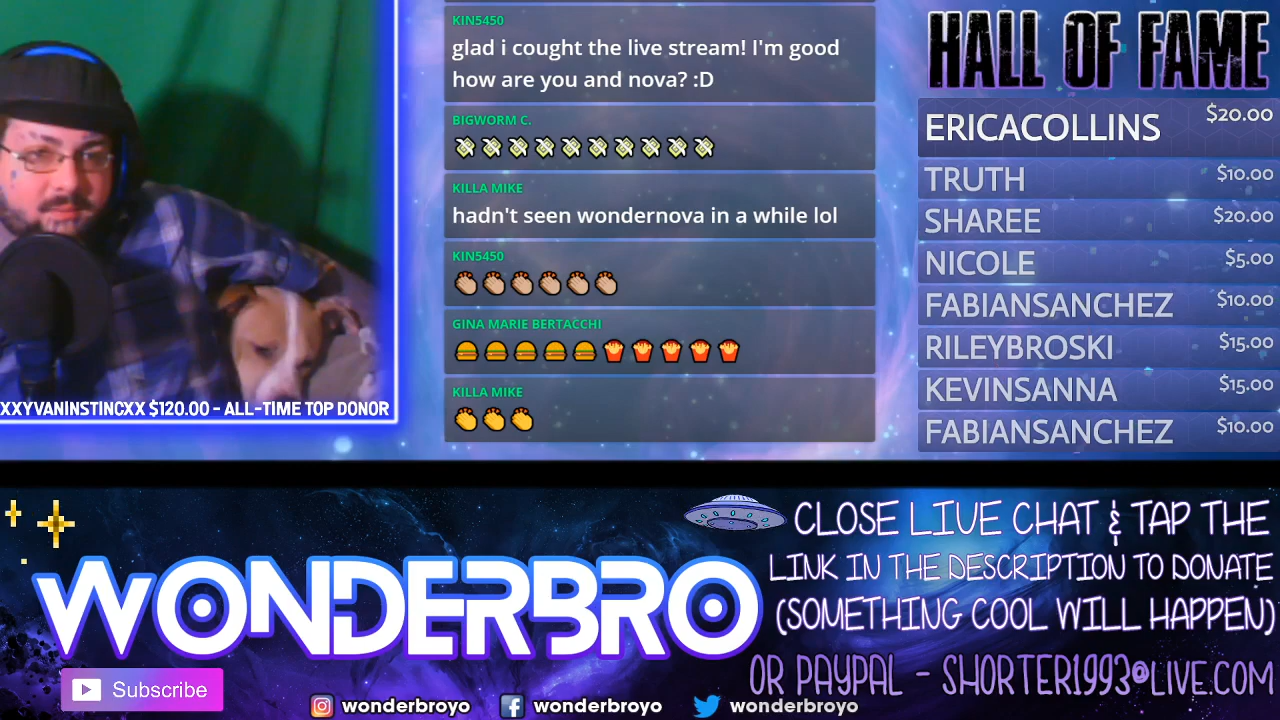 KIN5450
glad i cought the live stream! I'm good
how are you and nova? :D
BIGWORM C.
KILLA MIKE
hadn't seen wondernova in a while lol
KIN5450
GINA MARIE BERTACCHI
KILLA MIKE
XXYVANINSTINCXX $120.00 - ALL-TIME TOP DONOR
HALL OF FAME
ERICACOLLINS $20.00
TRUTH $10.00
SHAREE $20.00
NICOLE $5.00
FABIANSANCHEZ $10.00
RILEYBROSKI $15.00
KEVINSANNA $15.00
FABIANSANCHEZ $10.00
WONDERBRO
Subscribe
wonderbroyo wonderbroyo wonderbroyo
CLOSE LIVE CHAT & TAP THE
LINK IN THE DESCRIPTION TO DONATE
(SOMETHING COOL WILL HAPPEN)
OR PAYPAL - SHORTER1993@LIVE.COM